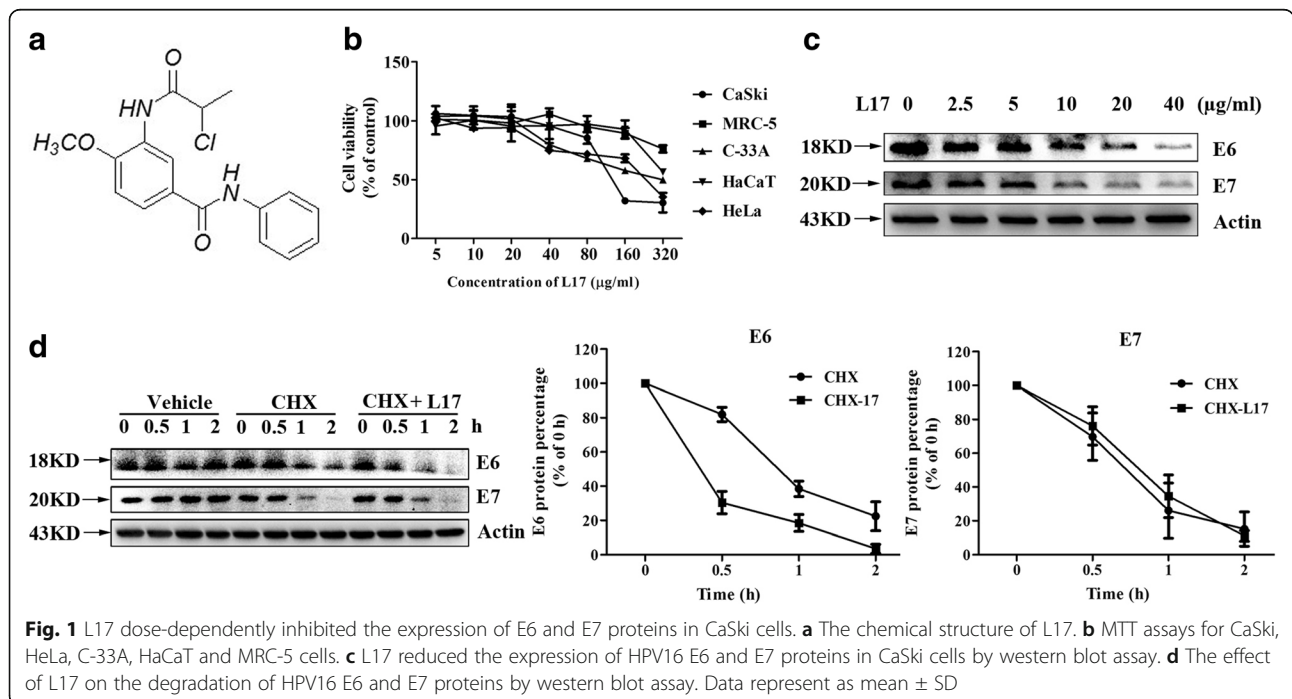 a
O
HN
Cl
OCH₃
H
N
O
b
150
100
50
0
Cell viability
(% of control)
5 10 20 40 80 160 320
Concentration of L17 (μg/ml)
CaSki
MRC-5
C-33A
HaCaT
HeLa
c
L17 0 2.5 5 10 20 40 (μg/ml)
18KD E6
20KD E7
43KD Actin
d
Vehicle CHX CHX+ L17
0 0.5 1 2 0 0.5 1 2 0 0.5 1 2 h
18KD E6
20KD E7
43KD Actin
E6
120
100
80
60
40
20
0
E6 protein percentage
(% of 0 h)
CHX
CHX-17
0 0.5 1 2
Time (h)
E7
120
100
80
60
40
20
0
E7 protein percentage
(% of 0 h)
CHX
CHX-L17
0 0.5 1 2
Time (h)
Fig. 1 L17 dose-dependently inhibited the expression of E6 and E7 proteins in CaSki cells. a The chemical structure of L17. b MTT assays for CaSki,
HeLa, C-33A, HaCaT and MRC-5 cells. c L17 reduced the expression of HPV16 E6 and E7 proteins in CaSki cells by western blot assay. d The effect
of L17 on the degradation of HPV16 E6 and E7 proteins by western blot assay. Data represent as mean ± SD